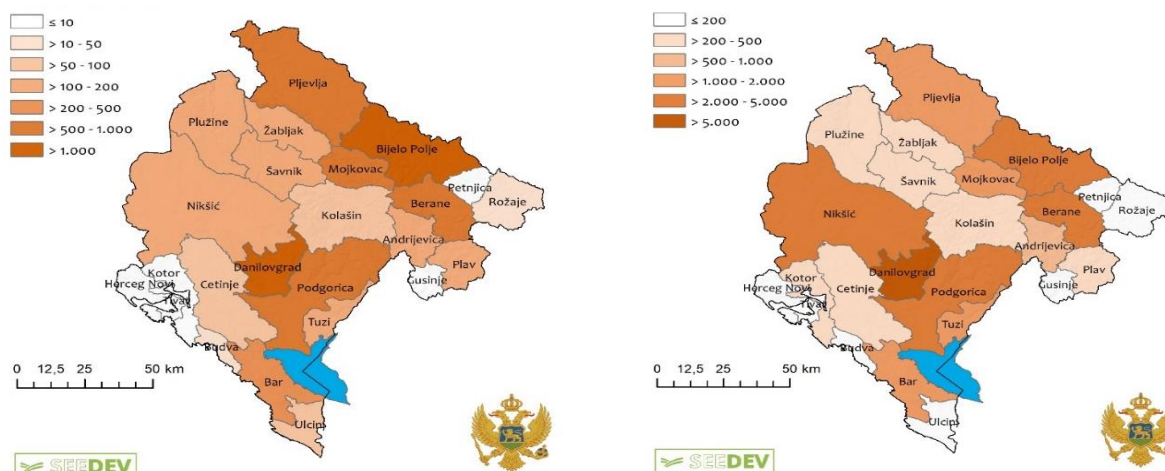 ≤ 10
> 10 - 50
> 50 - 100
> 100 - 200
> 200 - 500
> 500 - 1.000
> 1.000
Pljevlja
Plužine
Žabljak
Bijelo Polje
Šavnik
Mojkovac
Petnjica
Rožaje
Berane
Nikšić
Kolašin
Andrijevica
Plav
Danilovgrad
Gusinje
Kotor
Herceg Novi
Cetinje
Podgorica
Tivat
Tuzi
Budva
Bar
Ulcinj
0 12,5 25 50 km
SEEDEV
≤ 200
> 200 - 500
> 500 - 1.000
> 1.000 - 2.000
> 2.000 - 5.000
> 5.000
Pljevlja
Plužine
Žabljak
Bijelo Polje
Šavnik
Mojkovac
Petnjica
Rožaje
Berane
Nikšić
Kolašin
Andrijevica
Plav
Danilovgrad
Gusinje
Kotor
Herceg Novi
Cetinje
Podgorica
Tivat
Tuzi
Budva
Bar
Ulcinj
0 12,5 25 50 km
SEEDEV